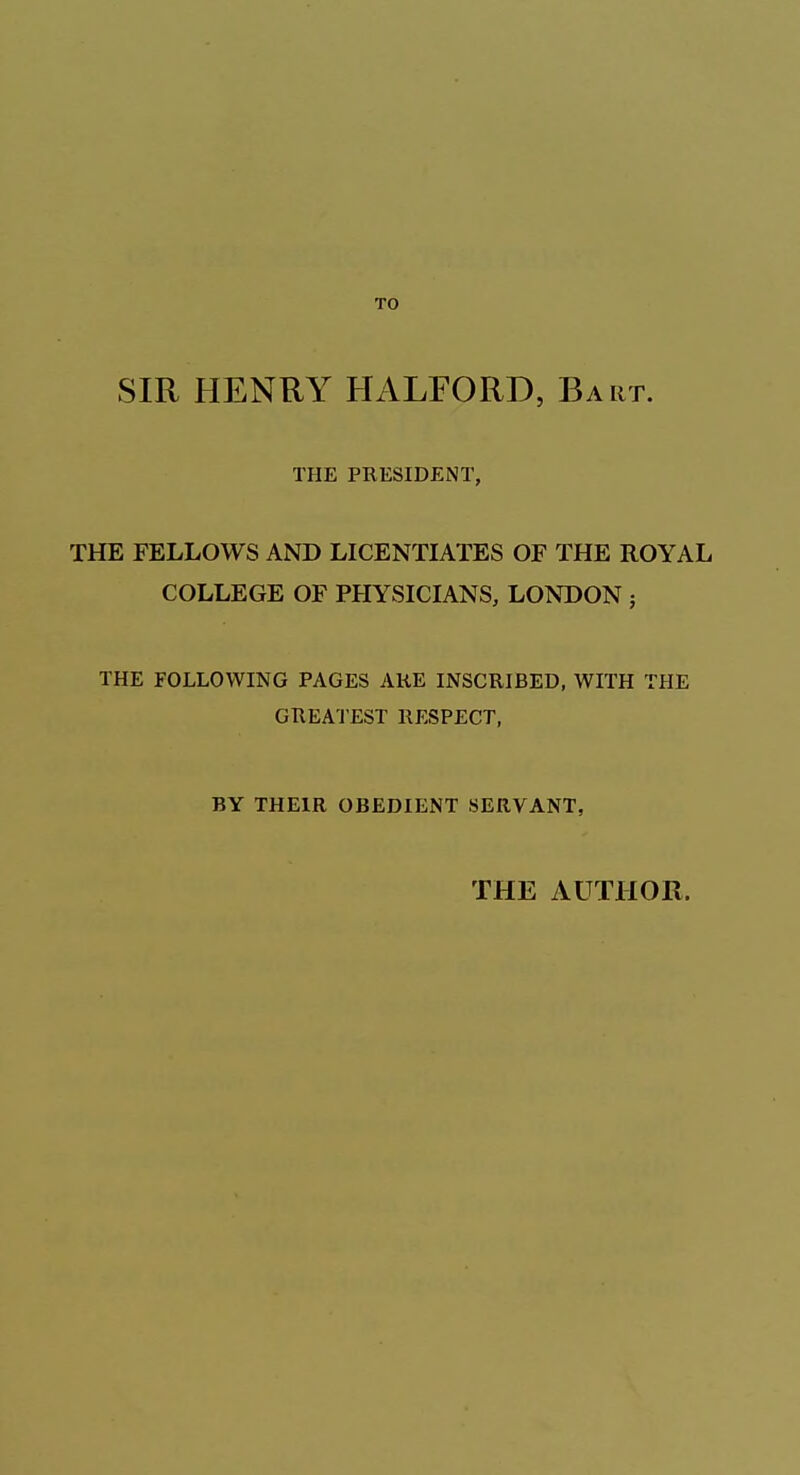 TO
SIR HENRY HALFORD, BART.
THE PRESIDENT,
THE FELLOWS AND LICENTIATES OF THE ROYAL
COLLEGE OF PHYSICIANS, LONDON;
THE FOLLOWING PAGES ARE INSCRIBED, WITH THE
GREATEST RESPECT,
BY THEIR OBEDIENT SERVANT,
THE AUTHOR.